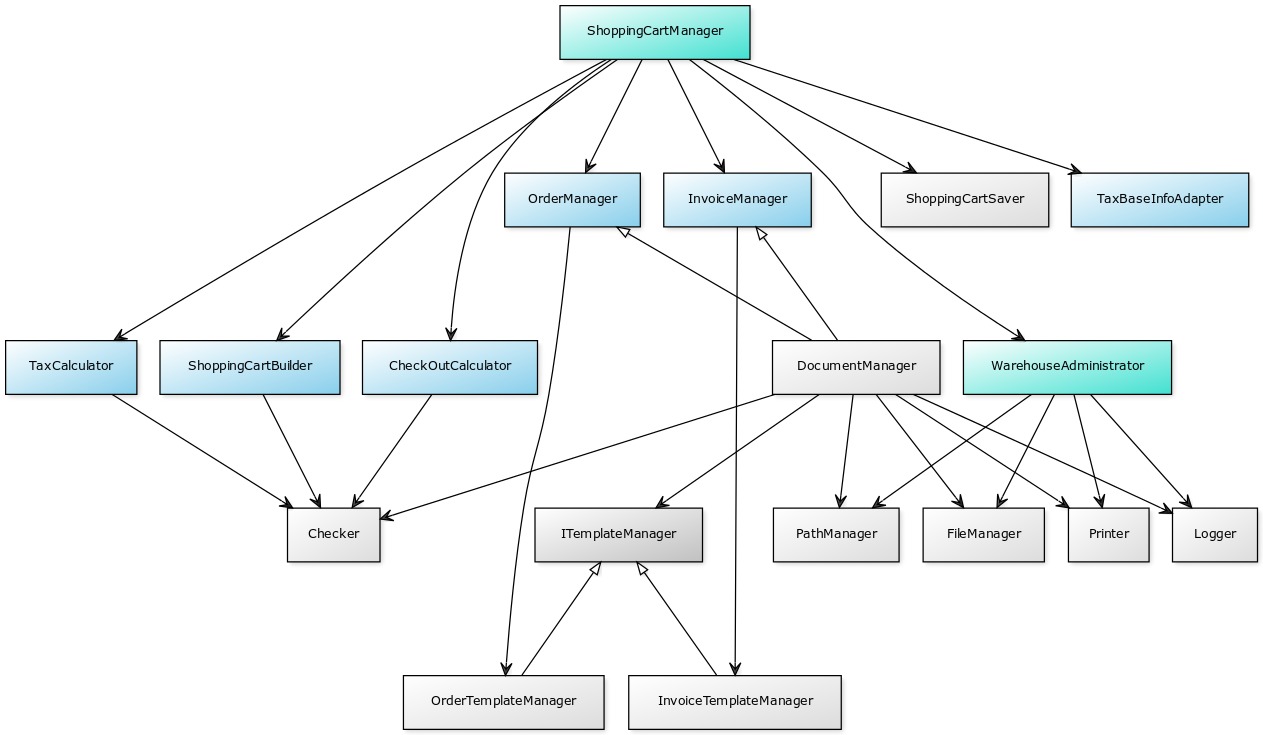 ShoppingCartManager
OrderManager
InvoiceManager
ShoppingCartSaver
TaxBaseInfoAdapter
TaxCalculator
ShoppingCartBuilder
CheckOutCalculator
DocumentManager
WarehouseAdministrator
Checker
ITemplateManager
PathManager
FileManager
Printer
Logger
OrderTemplateManager
InvoiceTemplateManager